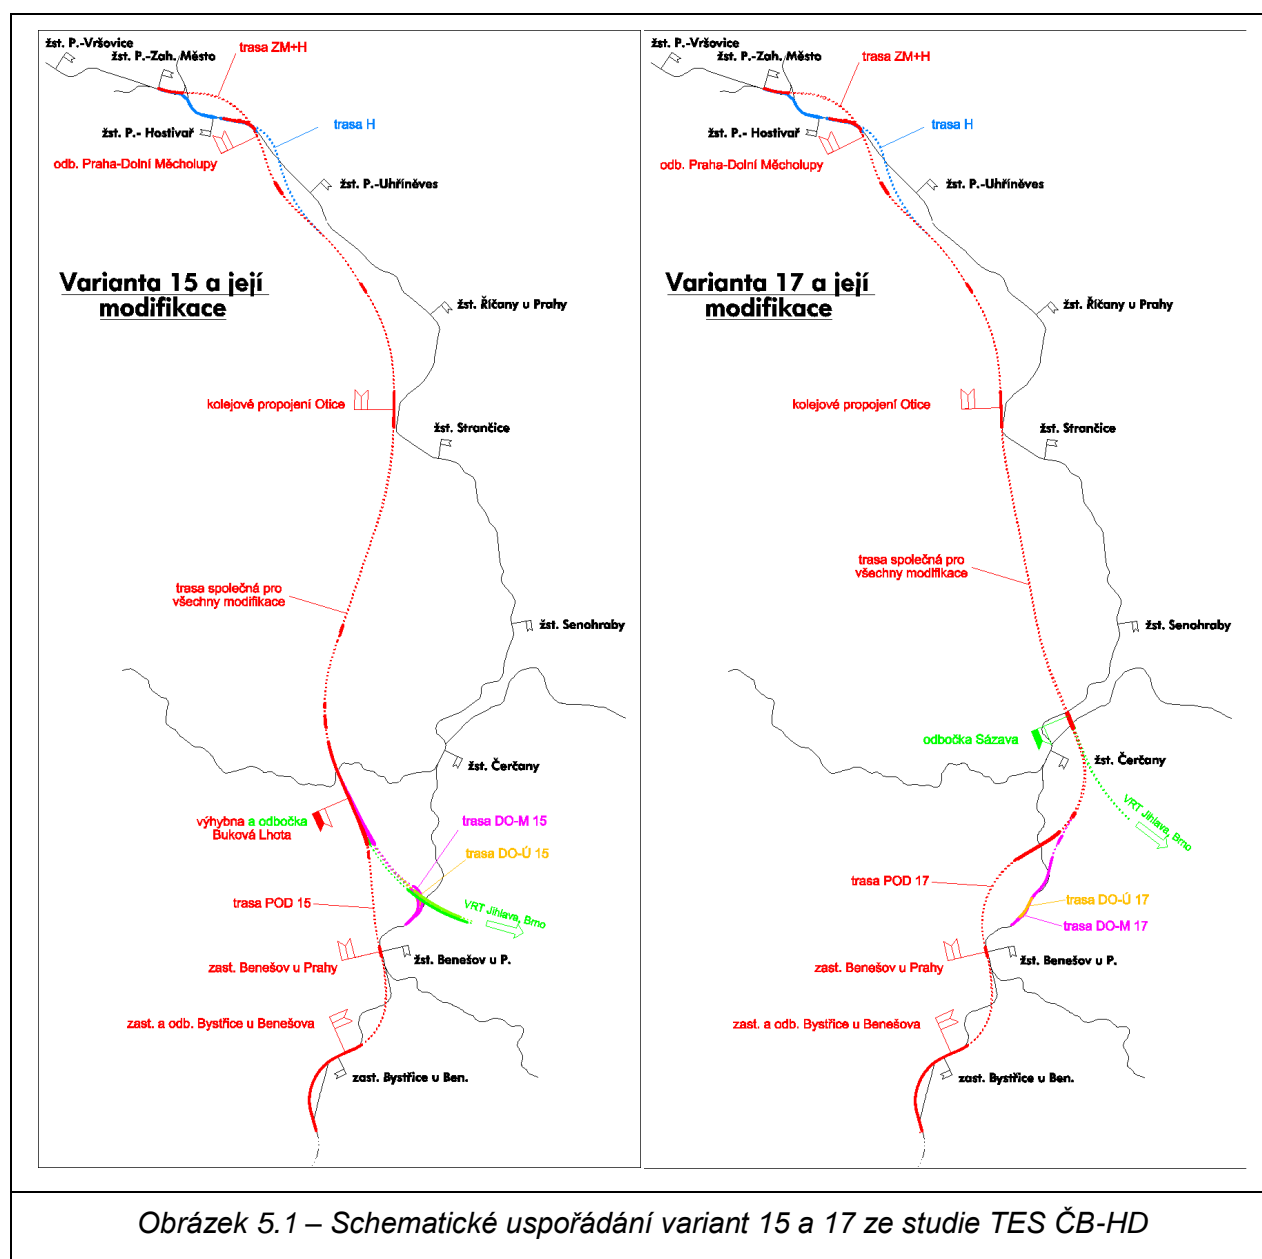 žst. P.-Vršovice
žst. P.-Zah. Město
trasa ZM+H
žst. P.- Hostivař
trasa H
odb. Praha-Dolní Měcholupy
žst. P.-Uhříněves
Varianta 15 a její
modifikace
žst. Říčany u Prahy
kolejové propojení Otice
žst. Strančice
trasa společná pro
všechny modifikace
žst. Senohraby
žst. Čerčany
výhybna a odbočka
Buková Lhota
trasa DO-M 15
trasa DO-Ú 15
trasa POD 15
VRT Jihlava, Brno
zast. Benešov u Prahy
žst. Benešov u P.
zast. a odb. Bystřice u Benešova
zast. Bystřice u Ben.
žst. P.-Vršovice
žst. P.-Zah. Město
trasa ZM+H
žst. P.- Hostivař
trasa H
odb. Praha-Dolní Měcholupy
žst. P.-Uhříněves
Varianta 17 a její
modifikace
žst. Říčany u Prahy
kolejové propojení Otice
žst. Strančice
trasa společná pro
všechny modifikace
žst. Senohraby
odbočka Sázava
žst. Čerčany
VRT Jihlava, Brno
trasa POD 17
trasa DO-Ú 17
trasa DO-M 17
zast. Benešov u Prahy
žst. Benešov u P.
zast. a odb. Bystřice u Benešova
zast. Bystřice u Ben.
Obrázek 5.1 – Schematické uspořádání variant 15 a 17 ze studie TES ČB-HD